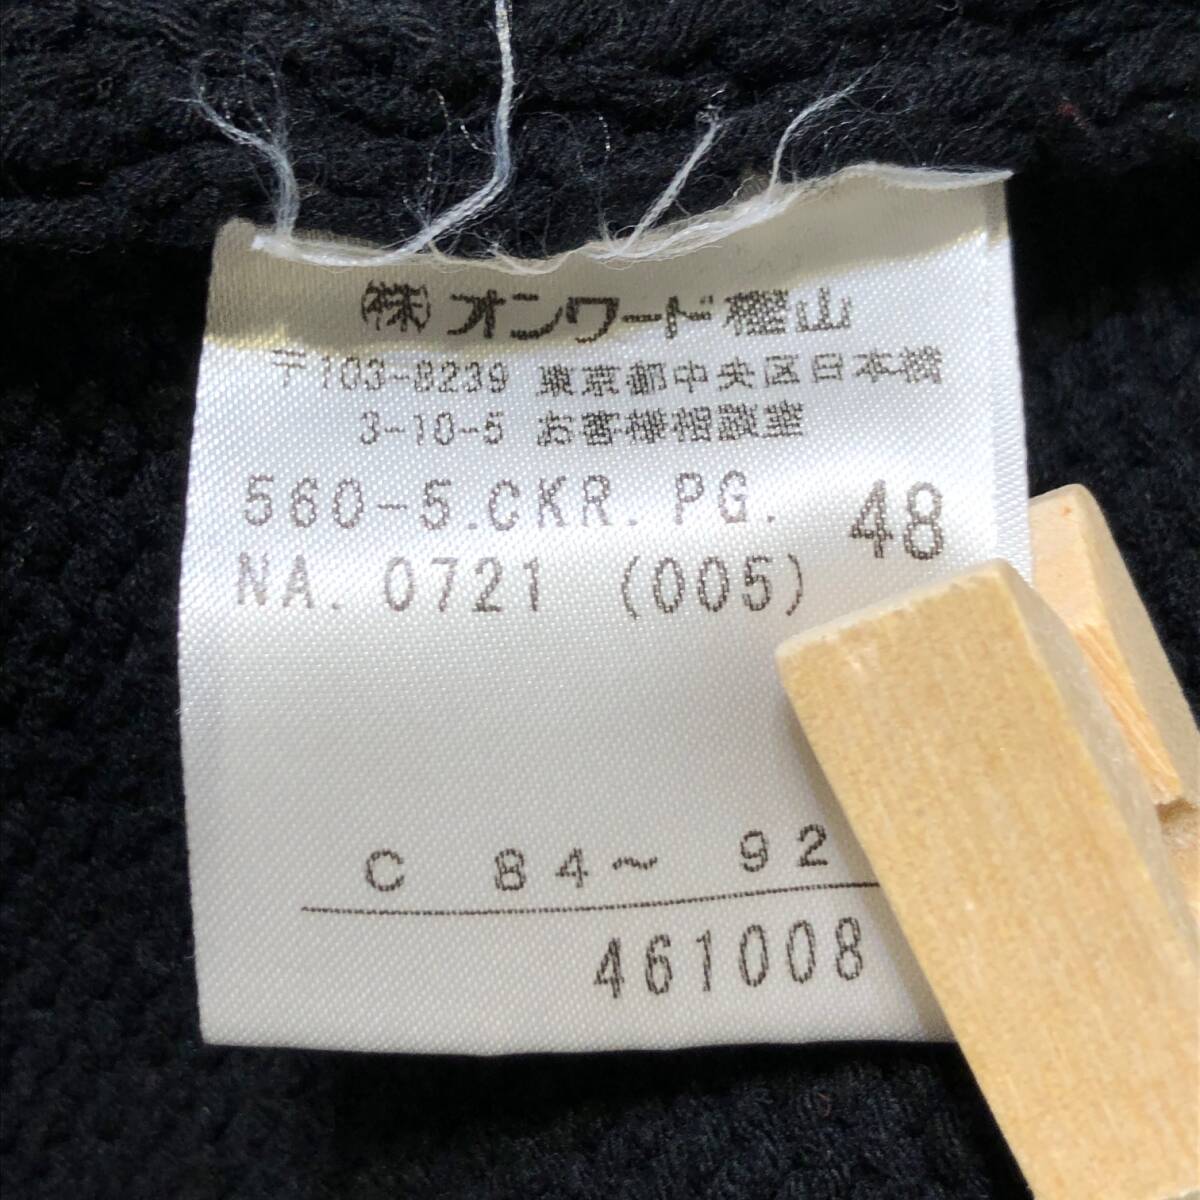 ㈱オンワード樫山
〒103-8239 東京都中央区日本橋
3-10-5 お客様相談室
560-5.CKR. PG. 48
NA. 0721 (005)
C 84～ 92
461008